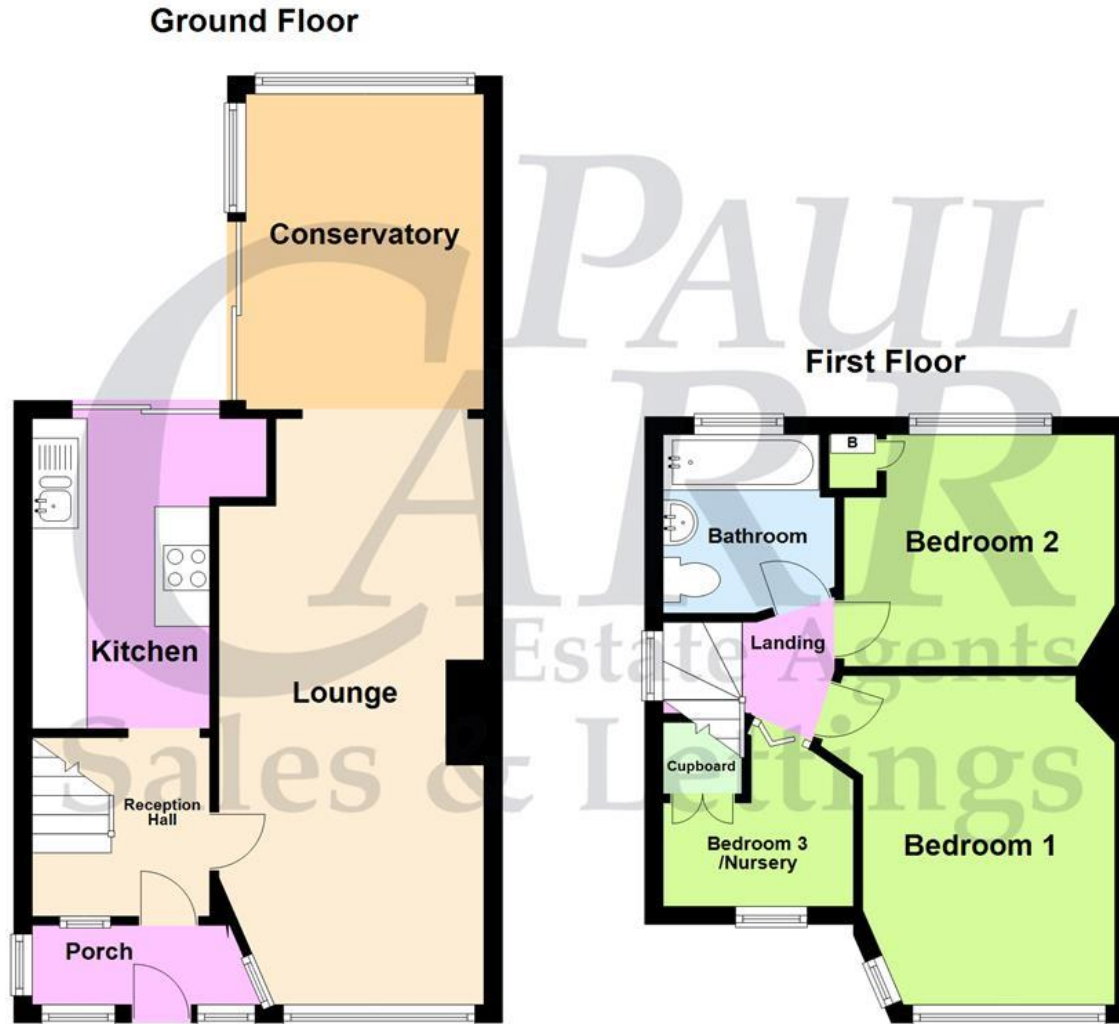 Ground Floor
Conservatory
Kitchen
Lounge
Reception
Hall
Porch
First Floor
B
Bathroom
Bedroom 2
Landing
Cupboard
Bedroom 3
/Nursery
Bedroom 1
PAUL
CARR
Estate Agents
Sales & Lettings